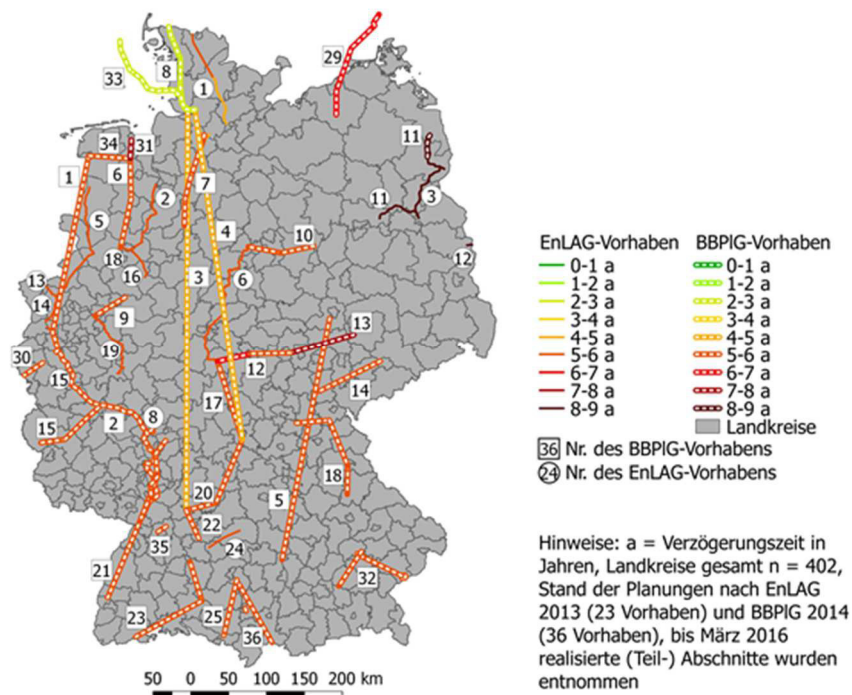 29
8
33
1
11
34
31
1
6
2
7
11
3
5
4
10
12
18
16
6
13
14
3
9
13
19
12
30
15
17
14
15
2
8
18
5
20
22
35
24
21
32
25
23
36
50 0 50 100 150 200 km
EnLAG-Vorhaben BBPlG-Vorhaben
0-1 a 0-1 a
1-2 a 1-2 a
2-3 a 2-3 a
3-4 a 3-4 a
4-5 a 4-5 a
5-6 a 5-6 a
6-7 a 6-7 a
7-8 a 7-8 a
8-9 a 8-9 a
Landkreise
36 Nr. des BBPlG-Vorhabens
24 Nr. des EnLAG-Vorhabens
Hinweise: a = Verzögerungszeit in
Jahren, Landkreise gesamt n = 402,
Stand der Planungen nach EnLAG
2013 (23 Vorhaben) und BBPlG 2014
(36 Vorhaben), bis März 2016
realisierte (Teil-) Abschnitte wurden
entnommen